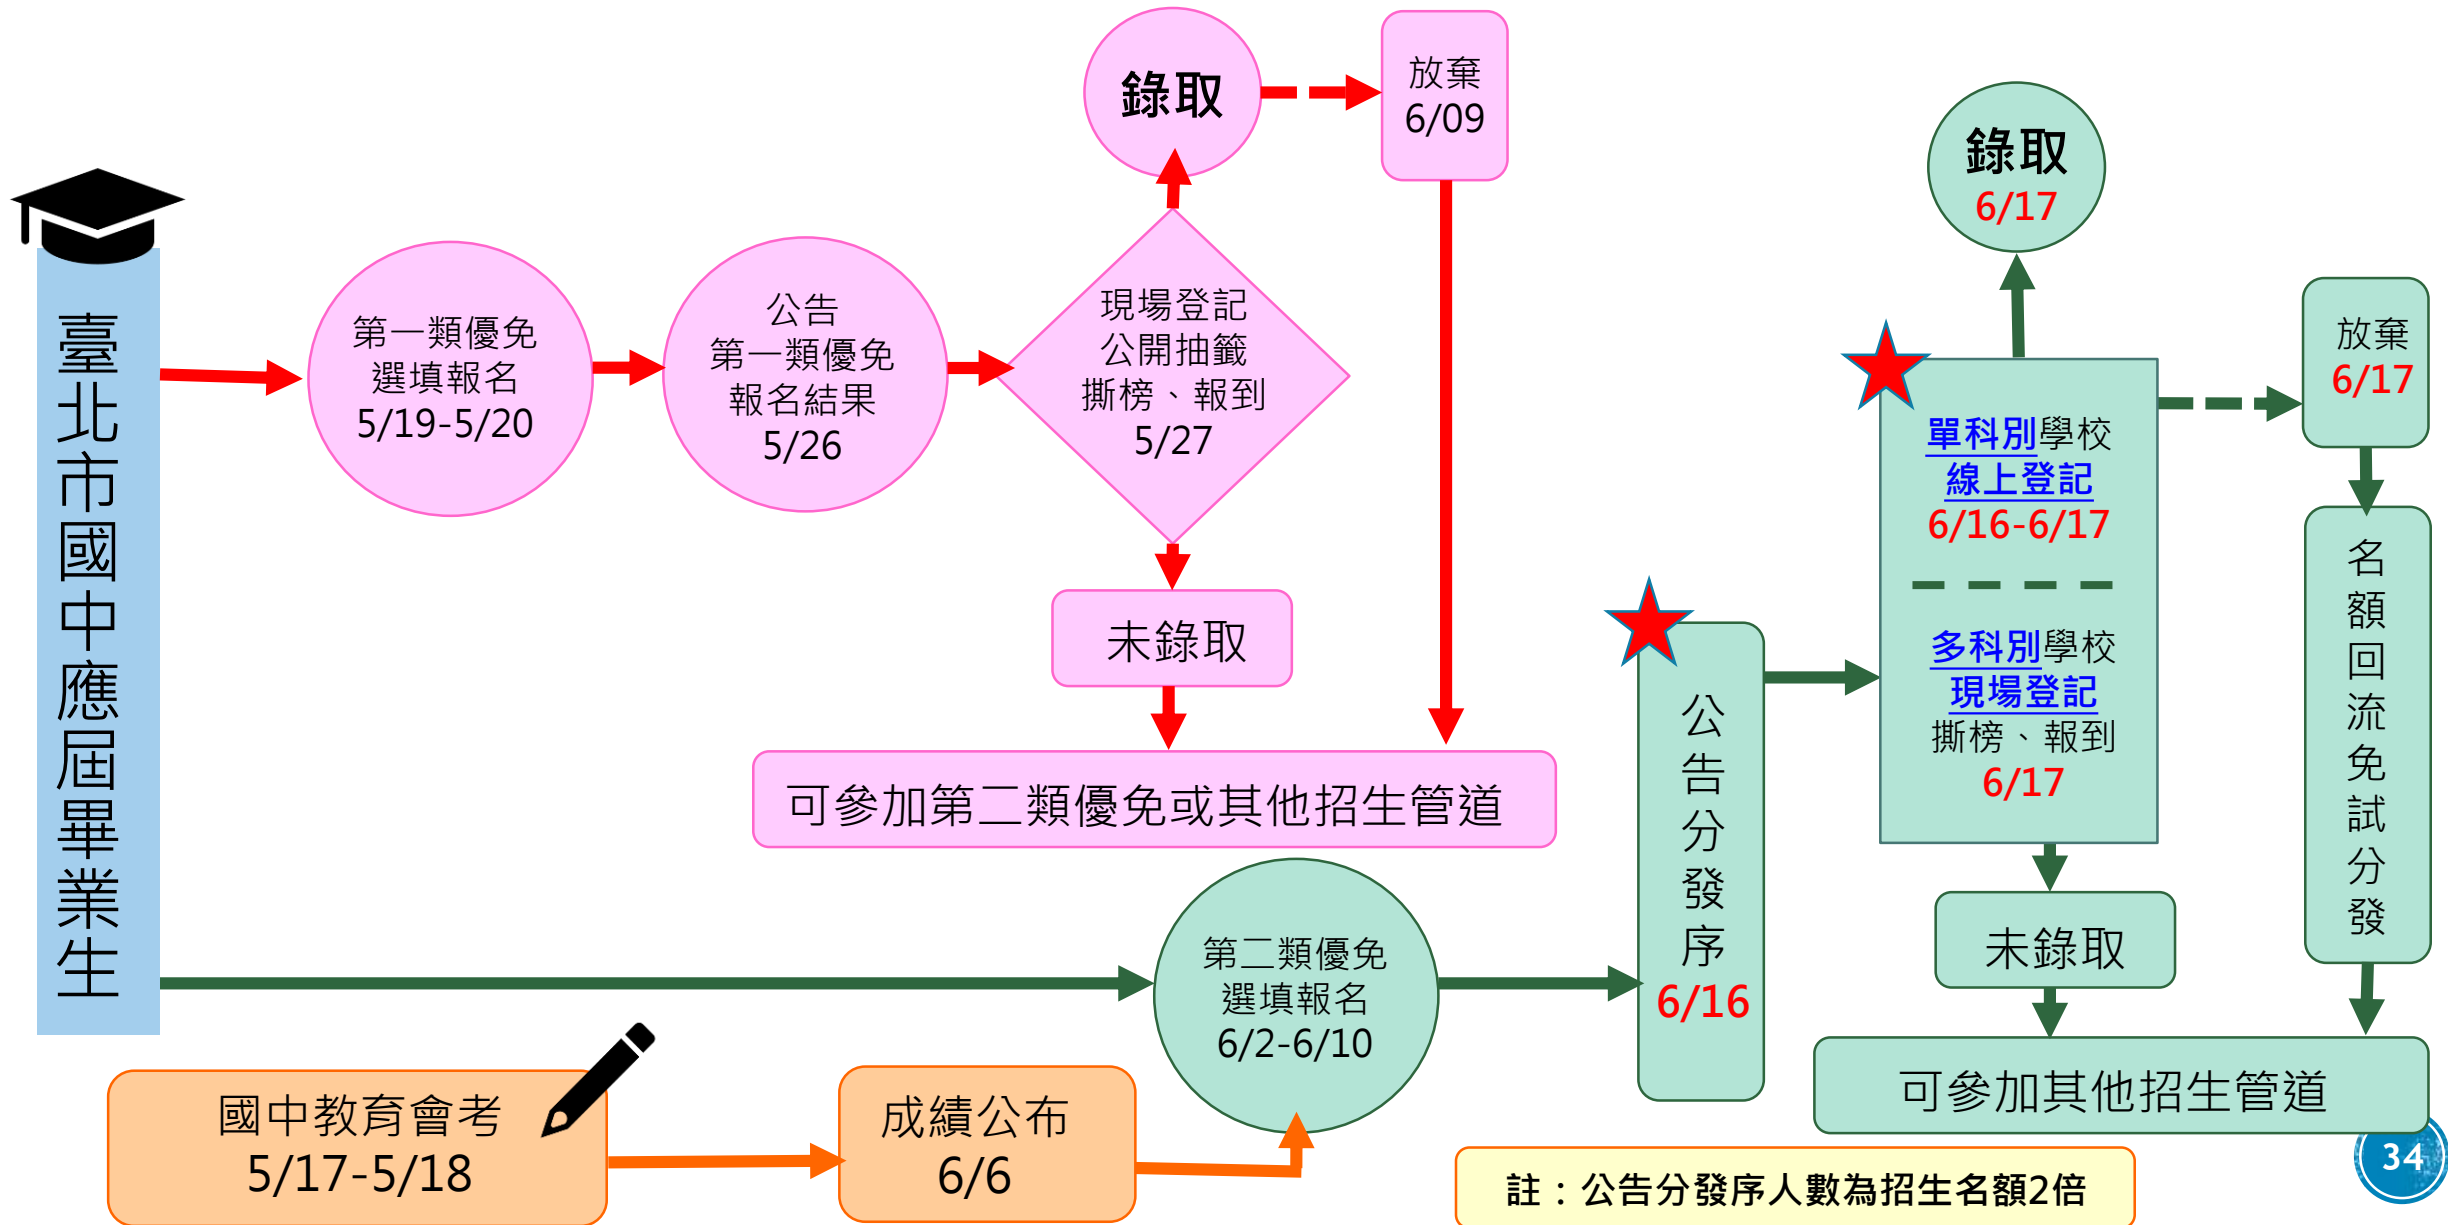 臺北市國中應屆畢業生
第一類優免
選填報名
5/19-5/20
公告
第一類優免
報名結果
5/26
現場登記
公開抽籤
撕榜、報到
5/27
錄取
放棄
6/09
未錄取
可參加第二類優免或其他招生管道
國中教育會考
5/17-5/18
成績公布
6/6
第二類優免
選填報名
6/2-6/10
公告分發序
6/16
單科別學校
線上登記
6/16-6/17
多科別學校
現場登記
撕榜、報到
6/17
錄取
6/17
放棄
6/17
名額回流免試分發
未錄取
可參加其他招生管道
註：公告分發序人數為招生名額2倍
34